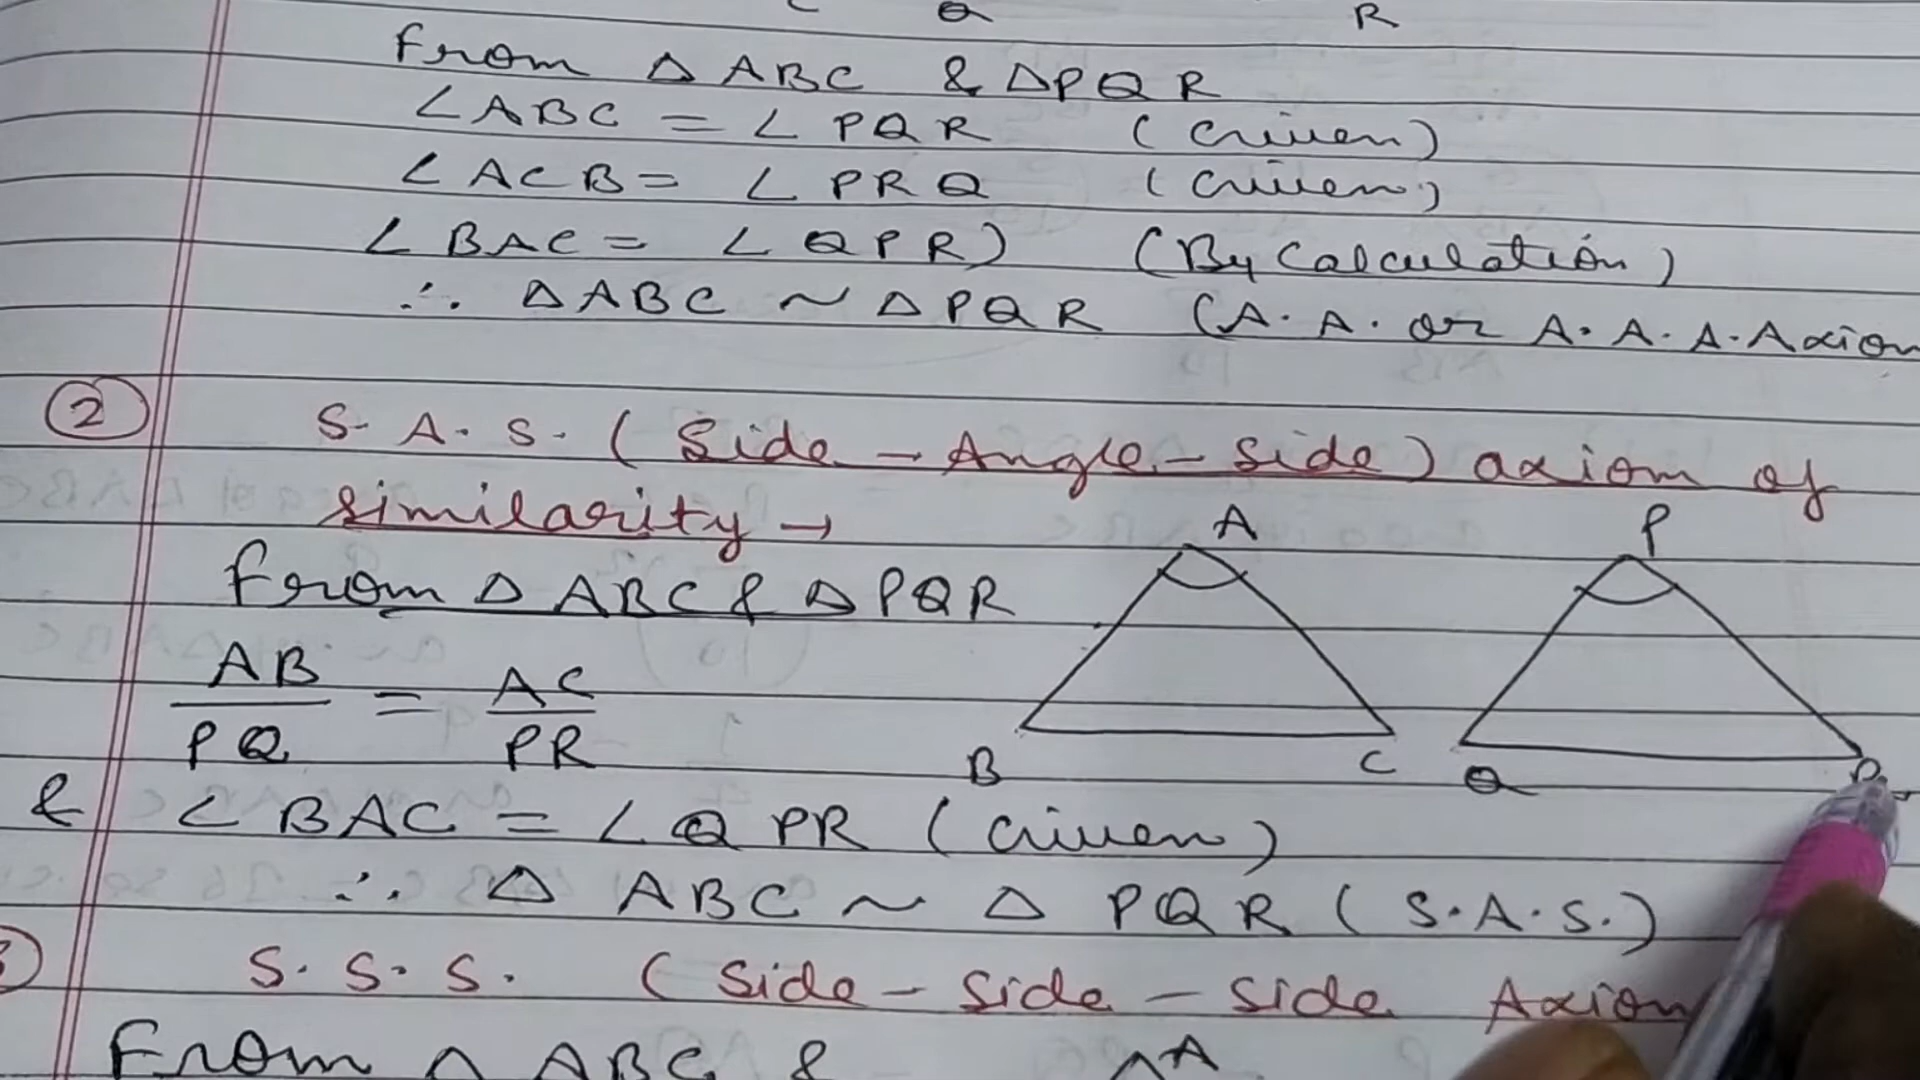 Q R
From △ ABC & △PQR
∠ABC = ∠ PQR (Given)
∠ACB = ∠ PRQ (Given)
∠BAC = ∠ QPR) (By Calculation)
∴ △ABC ~ △PQR (A.A. or A.A.A. Axiom
② S.A.S. (Side-Angle-Side) axiom of
similarity →
From △ ABC & △ PQR
AB/PQ = AC/PR
A
B C
P
Q R
& ∠ BAC = ∠ QPR (Given)
∴ △ ABC ~ △ PQR (S.A.S.)
S.S.S. (Side-Side-Side Axiom
From △ ABC &
A